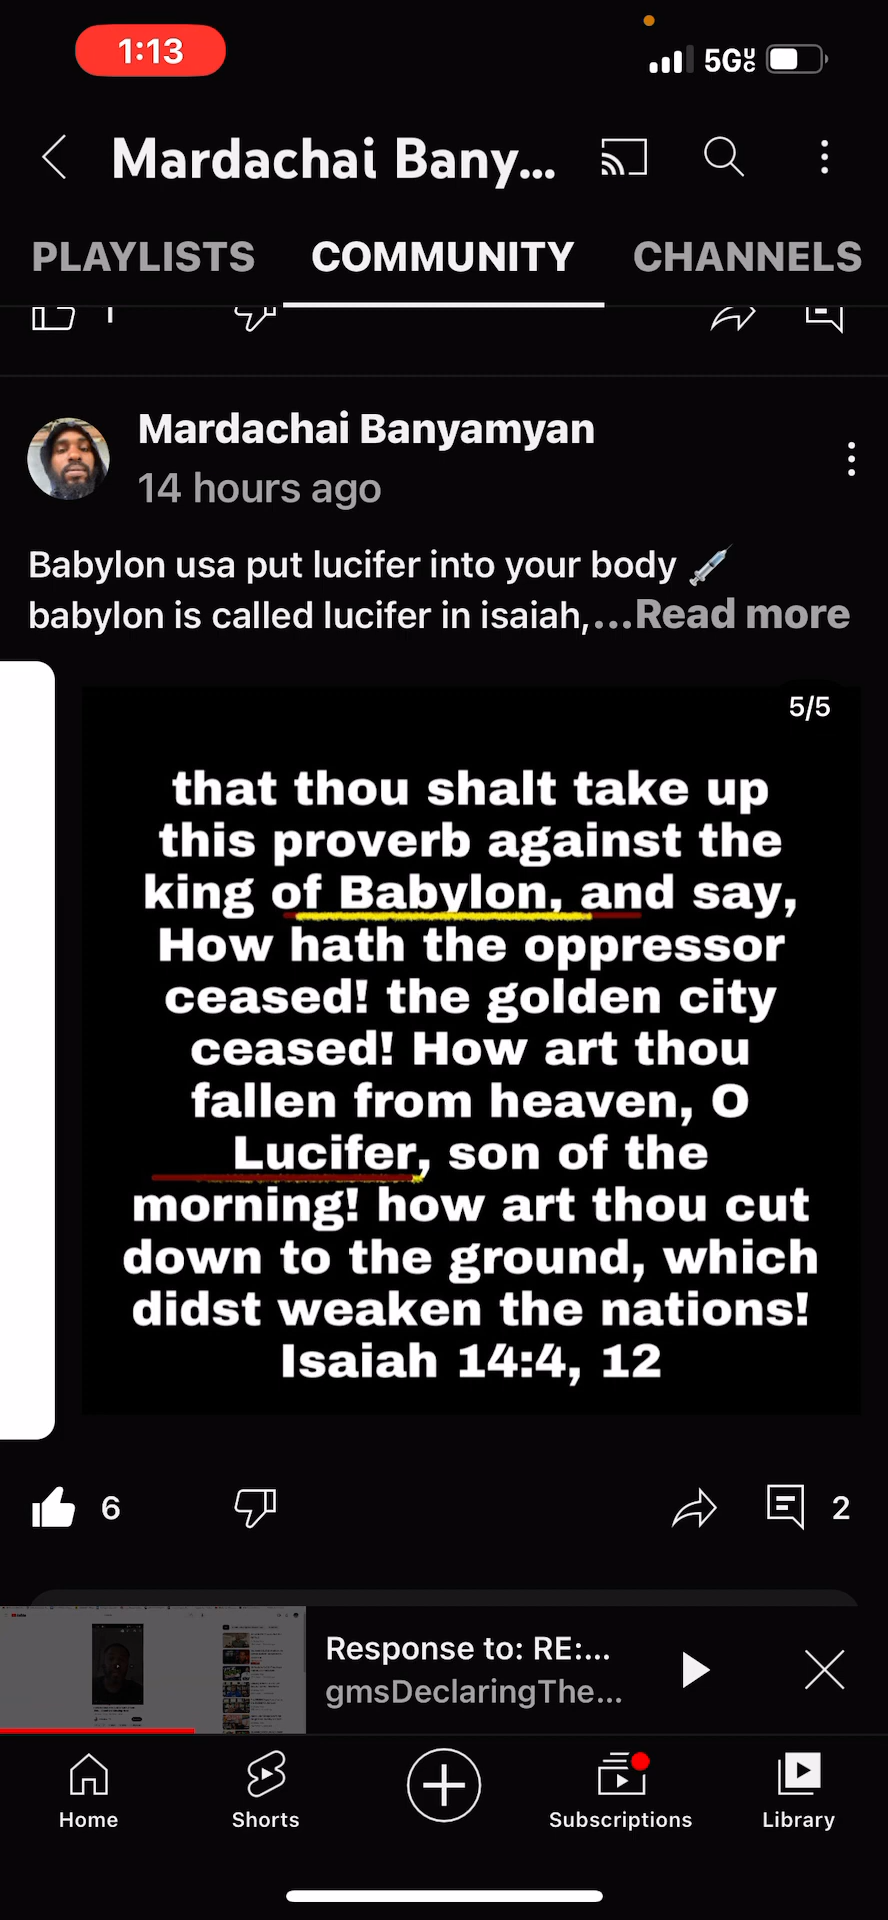 1:13
5GUC
Mardachai Bany...
PLAYLISTS COMMUNITY CHANNELS
1
Mardachai Banyamyan
14 hours ago
Babylon usa put lucifer into your body
babylon is called lucifer in isaiah,...Read more
5/5
that thou shalt take up
this proverb against the
king of Babylon, and say,
How hath the oppressor
ceased! the golden city
ceased! How art thou
fallen from heaven, O
Lucifer, son of the
morning! how art thou cut
down to the ground, which
didst weaken the nations!
Isaiah 14:4, 12
6 2
Response to: RE:...
gmsDeclaringThe...
Home Shorts Subscriptions Library